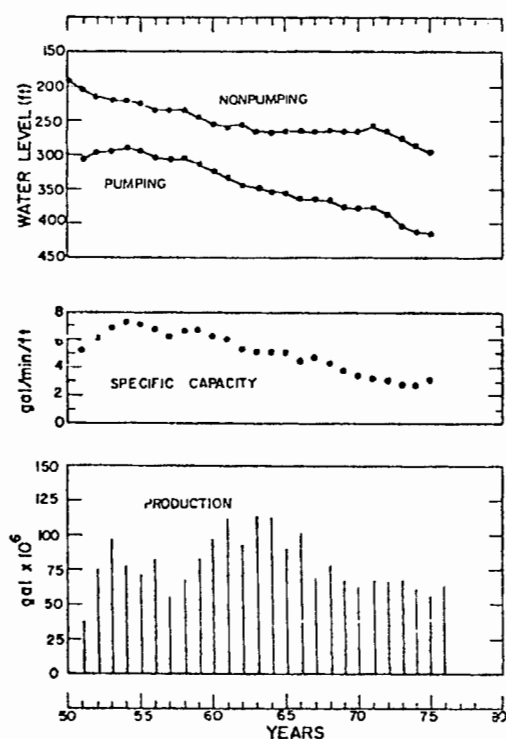 150
200
250
300
350
400
450
WATER LEVEL (ft)
NONPUMPING
PUMPING
8
6
4
2
0
gal/min/ft
SPECIFIC CAPACITY
150
125
100
75
50
25
0
gal x 10⁶
PRODUCTION
50 55 60 65 70 75 80
YEARS